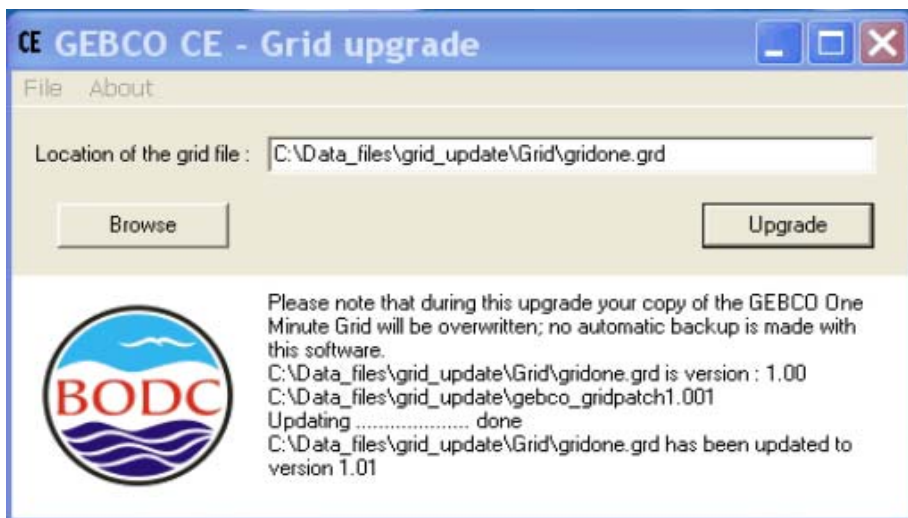 CE GEBCO CE - Grid upgrade
File About
Location of the grid file : C:\Data_files\grid_update\Grid\gridone.grd
Browse Upgrade
Please note that during this upgrade your copy of the GEBCO One
Minute Grid will be overwritten; no automatic backup is made with
this software.
C:\Data_files\grid_update\Grid\gridone.grd is version : 1.00
C:\Data_files\grid_update\gebco_gridpatch1.001
Updating .................... done
C:\Data_files\grid_update\Grid\gridone.grd has been updated to
version 1.01
BODC